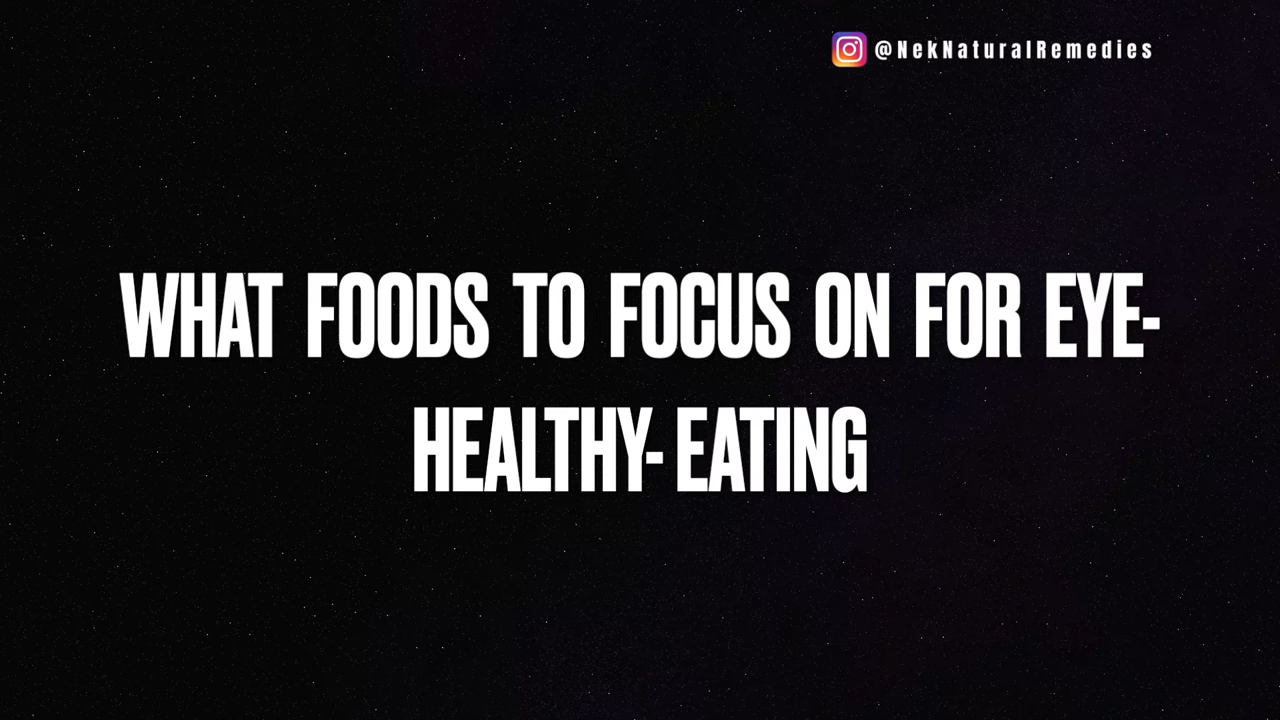 @NekNaturalRemedies
WHAT FOODS TO FOCUS ON FOR EYE-
HEALTHY- EATING